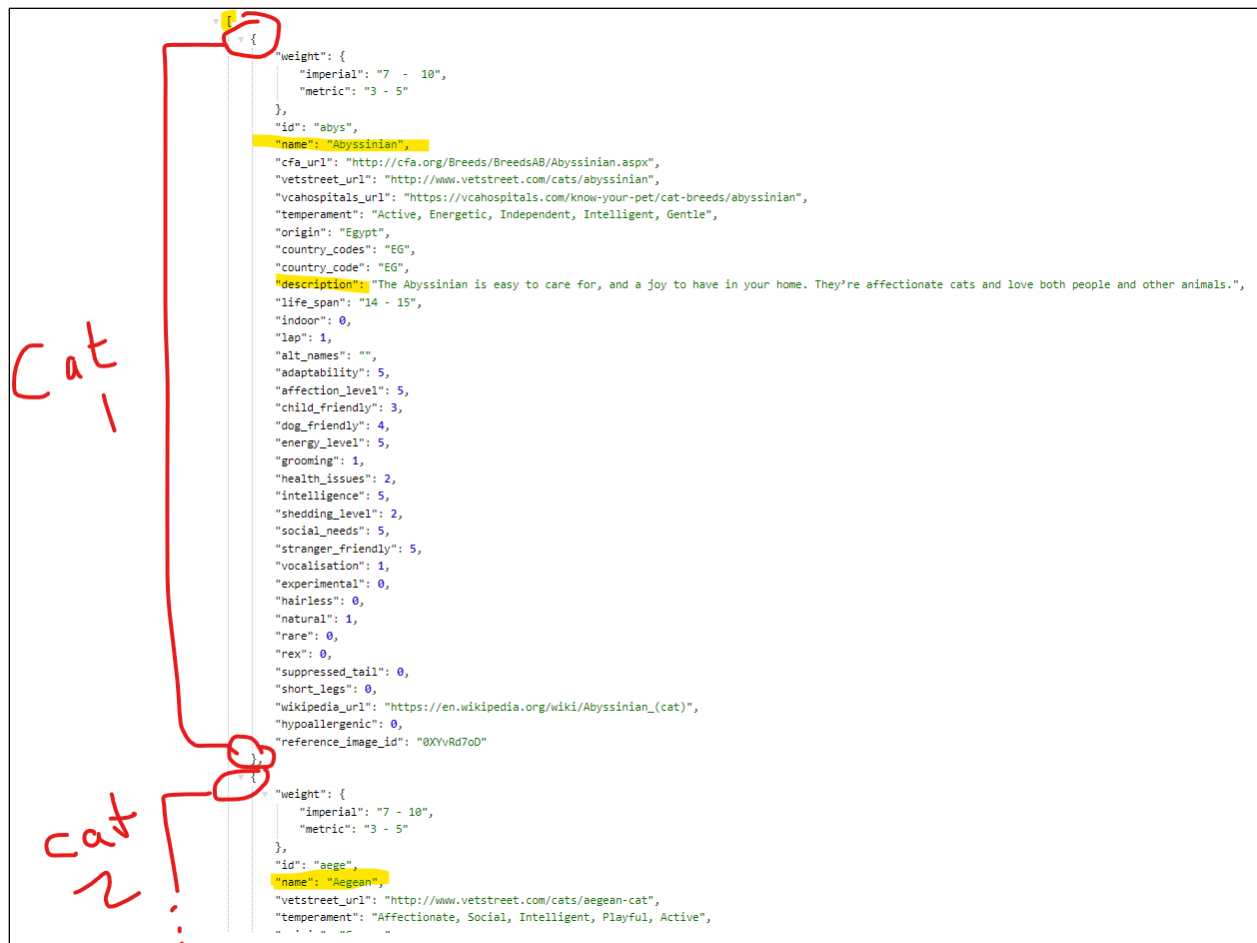 [
{
"weight": {
"imperial": "7  -  10",
"metric": "3 - 5"
},
"id": "abys",
"name": "Abyssinian",
"cfa_url": "http://cfa.org/Breeds/BreedsAB/Abyssinian.aspx",
"vetstreet_url": "http://www.vetstreet.com/cats/abyssinian",
"vcahospitals_url": "https://vcahospitals.com/know-your-pet/cat-breeds/abyssinian",
"temperament": "Active, Energetic, Independent, Intelligent, Gentle",
"origin": "Egypt",
"country_codes": "EG",
"country_code": "EG",
"description": "The Abyssinian is easy to care for, and a joy to have in your home. They’re affectionate cats and love both people and other animals.",
"life_span": "14 - 15",
"indoor": 0,
"lap": 1,
"alt_names": "",
"adaptability": 5,
"affection_level": 5,
"child_friendly": 3,
"dog_friendly": 4,
"energy_level": 5,
"grooming": 1,
"health_issues": 2,
"intelligence": 5,
"shedding_level": 2,
"social_needs": 5,
"stranger_friendly": 5,
"vocalisation": 1,
"experimental": 0,
"hairless": 0,
"natural": 1,
"rare": 0,
"rex": 0,
"suppressed_tail": 0,
"short_legs": 0,
"wikipedia_url": "https://en.wikipedia.org/wiki/Abyssinian_(cat)",
"hypoallergenic": 0,
"reference_image_id": "0XYvRd7oD"
},
{
"weight": {
"imperial": "7 - 10",
"metric": "3 - 5"
},
"id": "aege",
"name": "Aegean",
"vetstreet_url": "http://www.vetstreet.com/cats/aegean-cat",
"temperament": "Affectionate, Social, Intelligent, Playful, Active",
Cat
1
cat
2